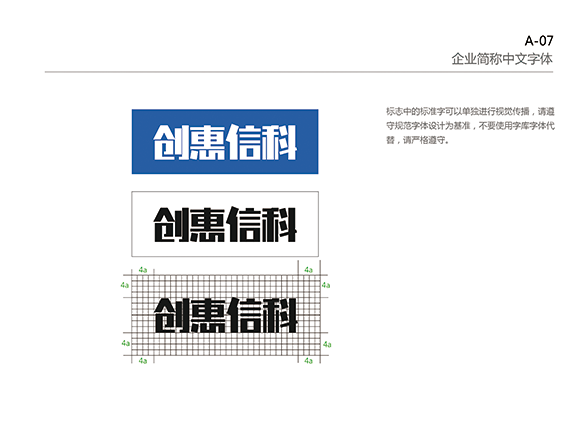 A-07
企业简称中文字体
标志中的标准字可以单独进行视觉传播，请遵
守规范字体设计为基准，不要使用字库字体代
替，请严格遵守。
创惠信科
创惠信科
4a 4a
4a 4a
创惠信科
4a 4a
4a 4a